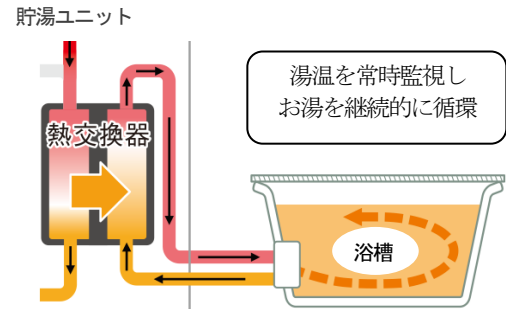 貯湯ユニット
湯温を常時監視し
お湯を継続的に循環
熱交換器
浴槽